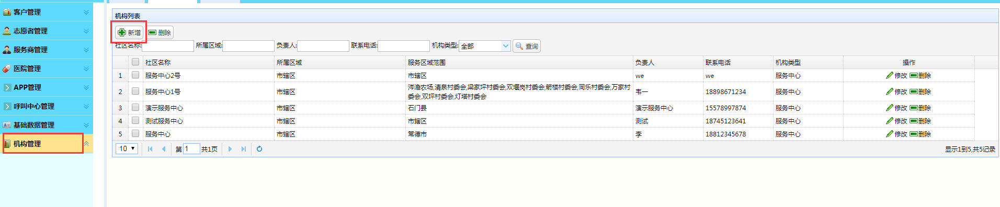 客户管理
志愿者管理
服务商管理
医院管理
APP管理
呼叫中心管理
基础数据管理
机构管理
机构列表
新增 删除
社区名称: 所属区域: 负责人: 联系电话: 机构类型: 全部 查询
社区名称 所属区域 服务区域范围 负责人 联系电话 机构类型 操作
1 服务中心2号 市辖区 市辖区 we we 服务中心 修改 删除
2 服务中心1号 市辖区 涔澹农场,清泉村委会,梁家坪村委会,双堰岗村委会,箭楼村委会,同乐村委会,万家村
委会,双坪村委会,灯塔村委会 韦一 18898671234 服务中心 修改 删除
3 演示服务中心 市辖区 石门县 演示服务中心 15578997874 服务中心 修改 删除
4 测试服务中心 市辖区 市辖区 测试 18745123641 服务中心 修改 删除
5 服务中心 市辖区 常德市 李 18812345678 服务中心 修改 删除
10 第 1 共1页 显示1到5,共5记录